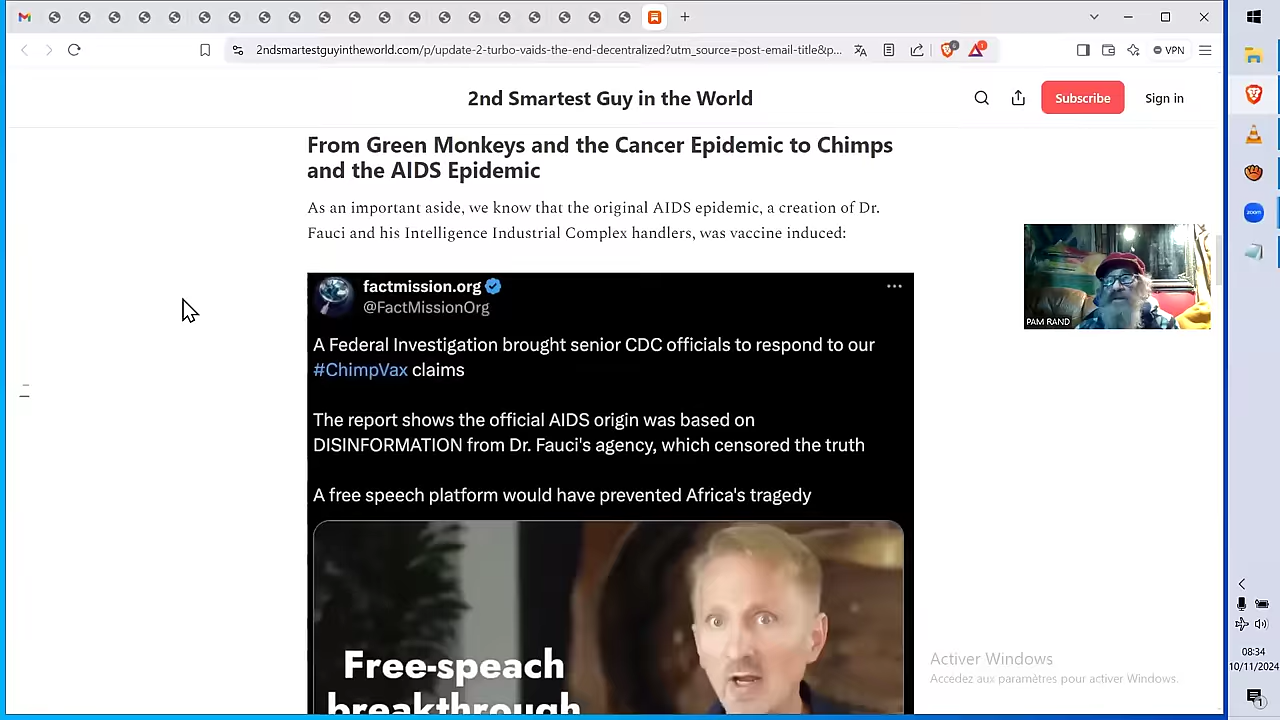 2ndsmartestguyintheworld.com/p/update-2-turbo-vaids-the-end-decentralized?utm_source=post-email-title&p...
VPN
2nd Smartest Guy in the World
Subscribe
Sign in
From Green Monkeys and the Cancer Epidemic to Chimps
and the AIDS Epidemic
As an important aside, we know that the original AIDS epidemic, a creation of Dr.
Fauci and his Intelligence Industrial Complex handlers, was vaccine induced:
factmission.org
@FactMissionOrg
A Federal Investigation brought senior CDC officials to respond to our
#ChimpVax claims
The report shows the official AIDS origin was based on
DISINFORMATION from Dr. Fauci's agency, which censored the truth
A free speech platform would have prevented Africa's tragedy
Free-speach
breakthrough
PAM RAND
zoom
Activer Windows
Accédez aux paramètres pour activer Windows.
08:34
10/11/2024